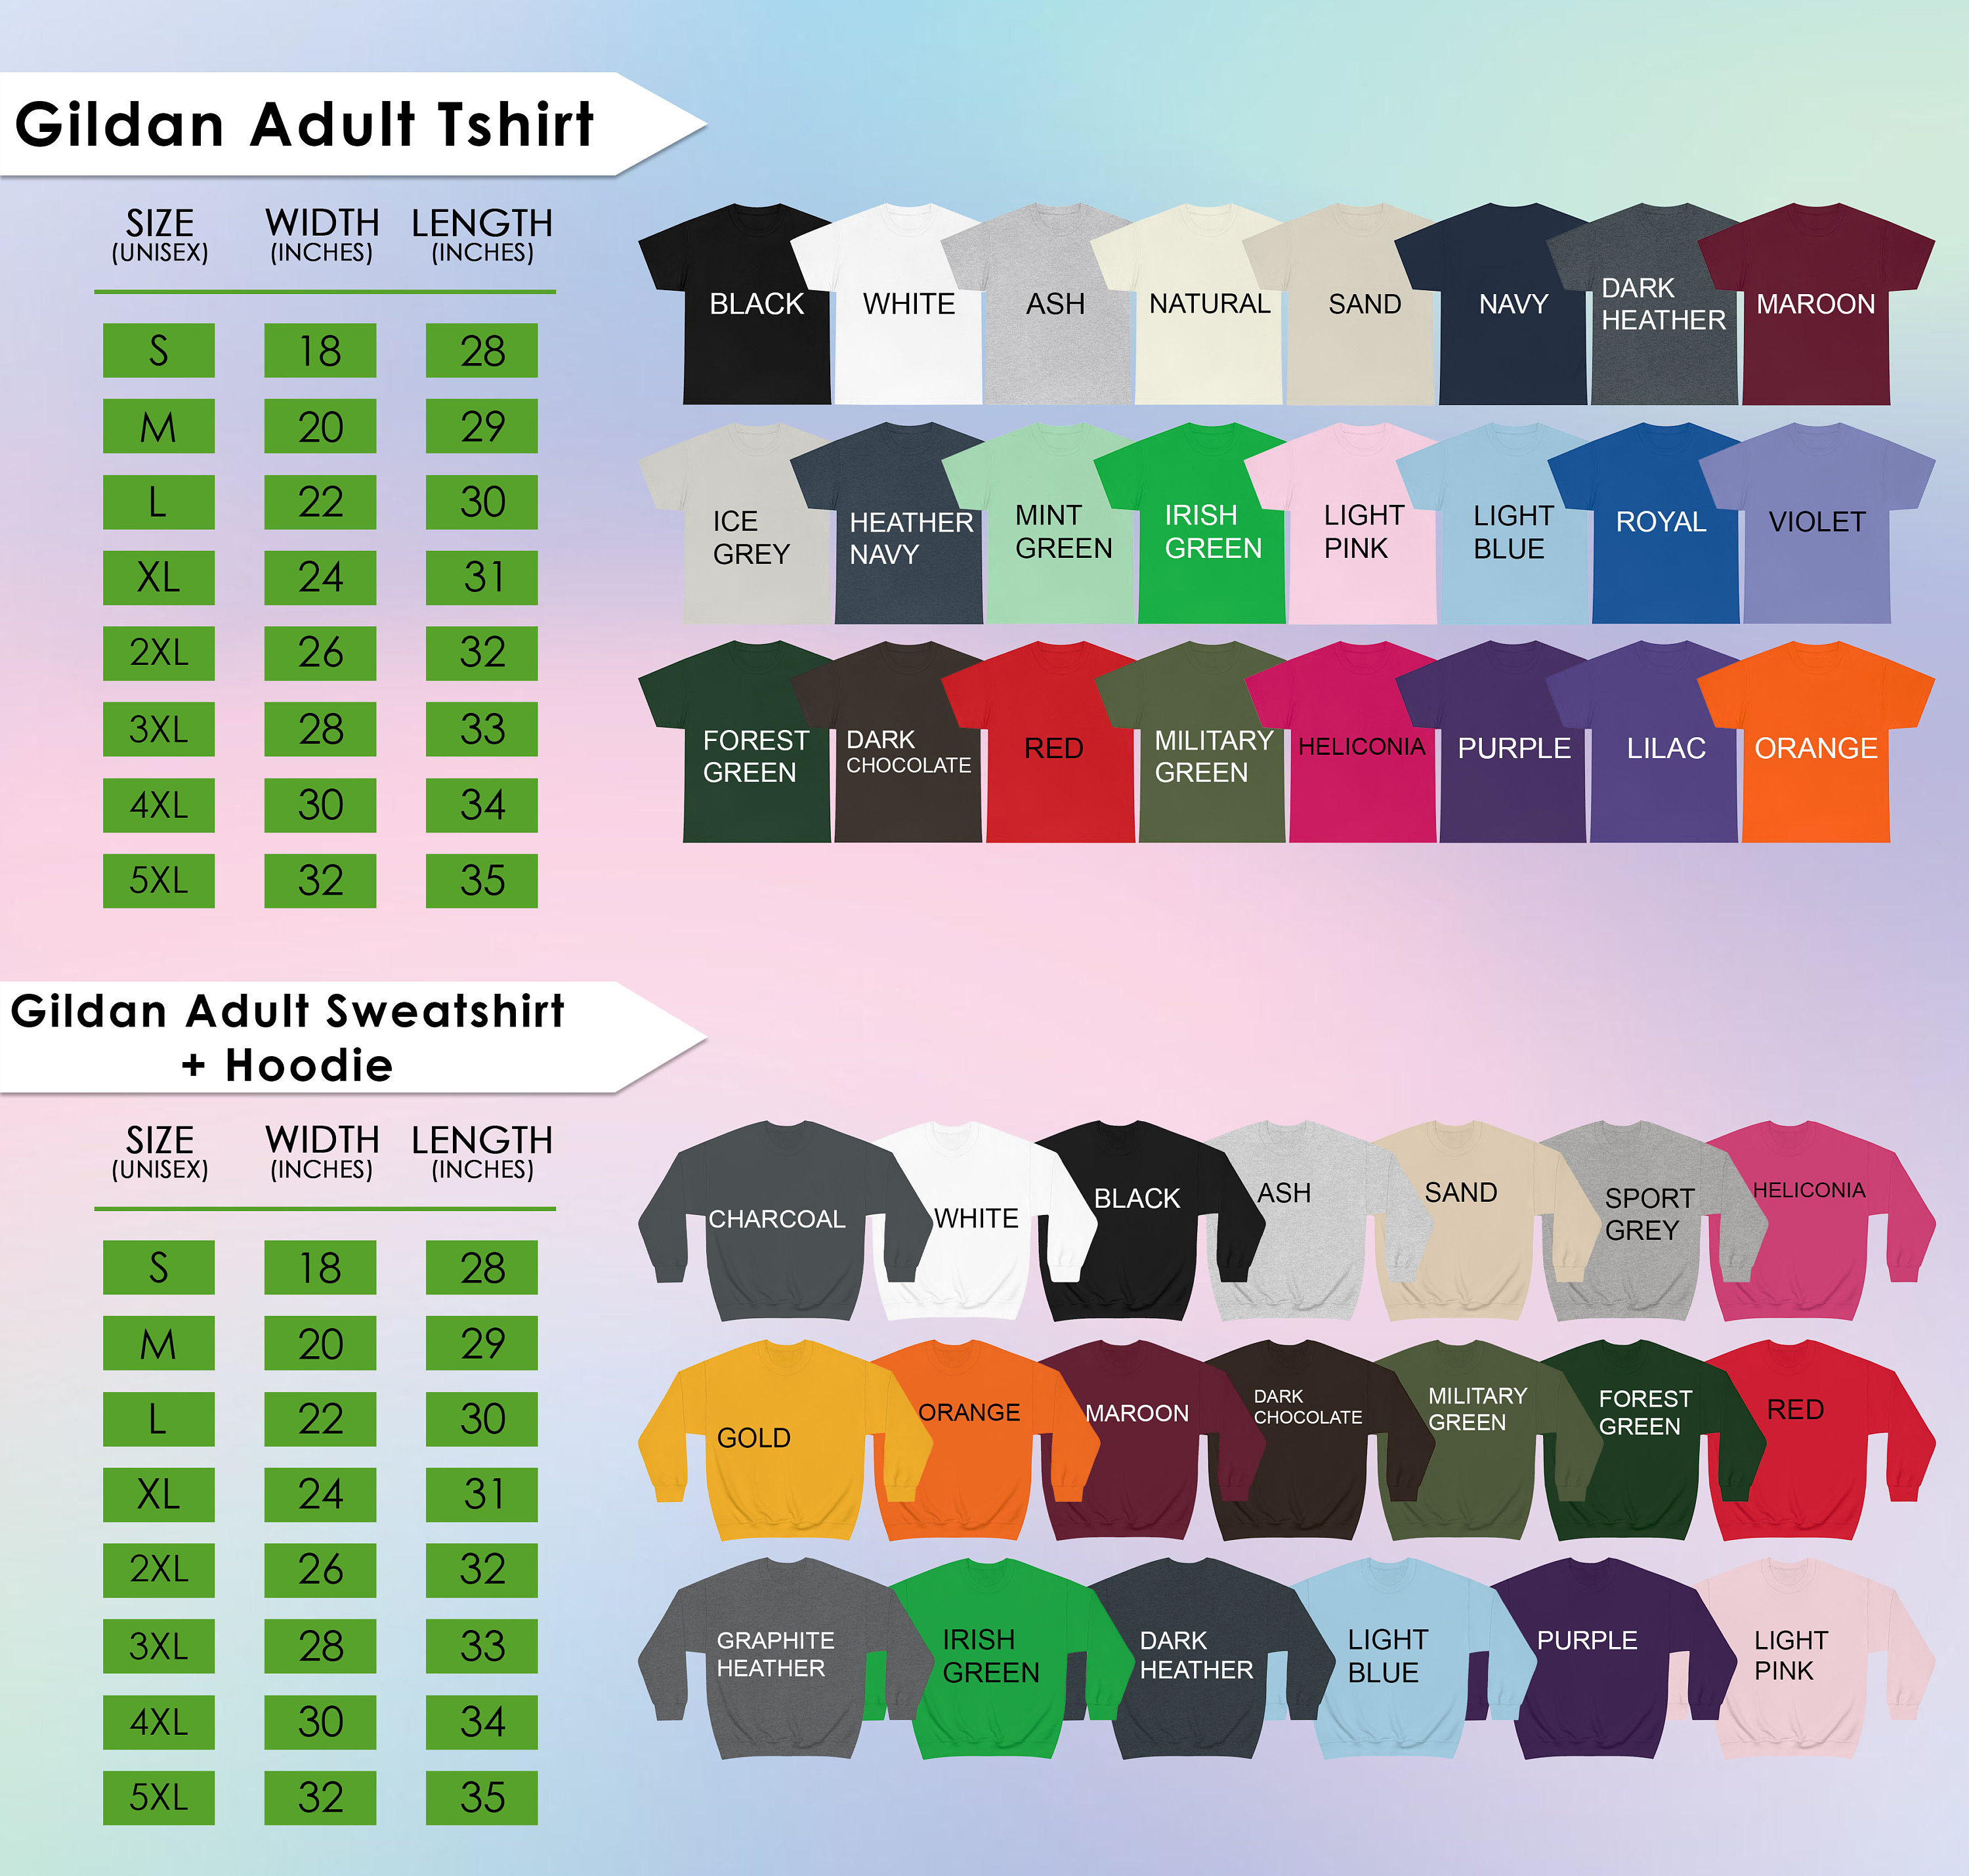 Gildan Adult Tshirt
SIZE WIDTH LENGTH
(UNISEX) (INCHES) (INCHES)
S 18 28
M 20 29
L 22 30
XL 24 31
2XL 26 32
3XL 28 33
4XL 30 34
5XL 32 35
BLACK
WHITE
ASH
NATURAL
SAND
NAVY
DARK
HEATHER
MAROON
ICE
GREY
HEATHER
NAVY
MINT
GREEN
IRISH
GREEN
LIGHT
PINK
LIGHT
BLUE
ROYAL
VIOLET
FOREST
GREEN
DARK
CHOCOLATE
RED
MILITARY
GREEN
HELICONIA
PURPLE
LILAC
ORANGE
Gildan Adult Sweatshirt
+ Hoodie
SIZE WIDTH LENGTH
(UNISEX) (INCHES) (INCHES)
S 18 28
M 20 29
L 22 30
XL 24 31
2XL 26 32
3XL 28 33
4XL 30 34
5XL 32 35
CHARCOAL
WHITE
BLACK
ASH
SAND
SPORT
GREY
HELICONIA
GOLD
ORANGE
MAROON
DARK
CHOCOLATE
MILITARY
GREEN
FOREST
GREEN
RED
GRAPHITE
HEATHER
IRISH
GREEN
DARK
HEATHER
LIGHT
BLUE
PURPLE
LIGHT
PINK